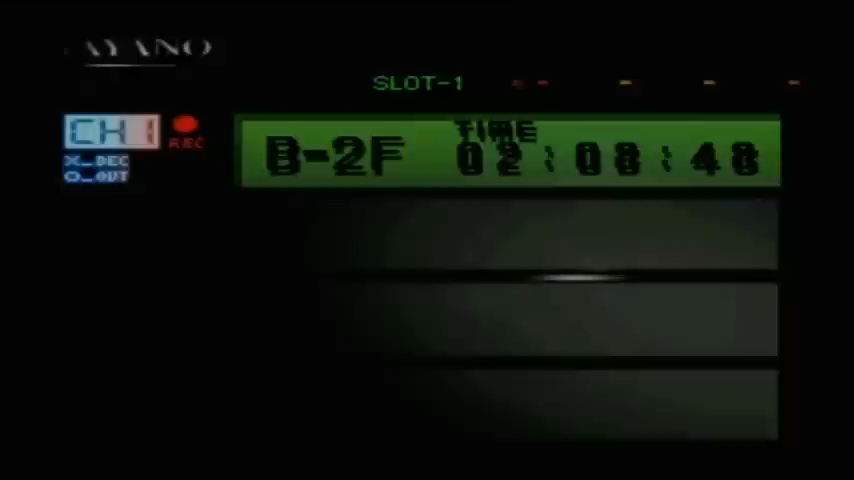 AYANO
SLOT-1
CH 1
REC
X_DEC
O_OUT
B-2F
TIME
02:08:48